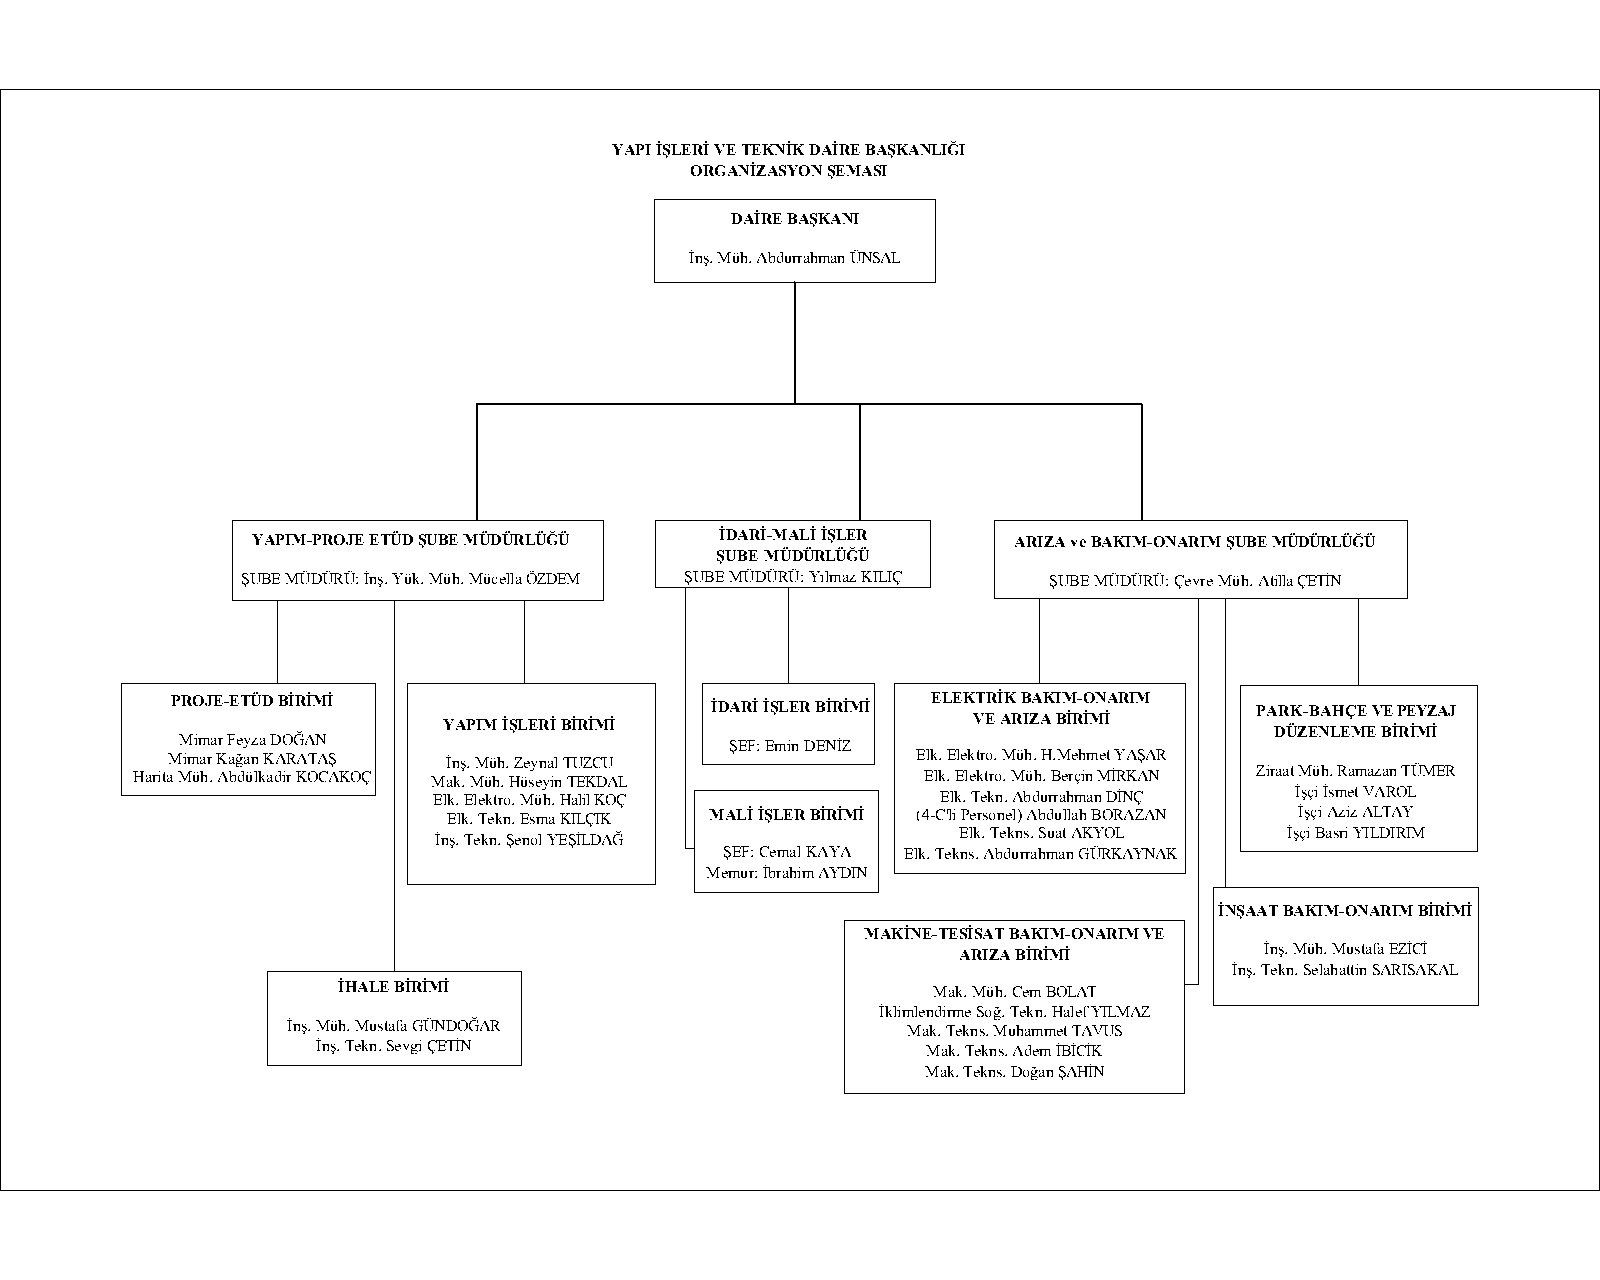 YAPI İŞLERİ VE TEKNİK DAİRE BAŞKANLIĞI
ORGANİZASYON ŞEMASI
DAİRE BAŞKANI
İnş. Müh. Abdurrahman ÜNSAL
YAPIM-PROJE ETÜD ŞUBE MÜDÜRLÜĞÜ
ŞUBE MÜDÜRÜ: İnş. Yük. Müh. Mücella ÖZDEM
İDARİ-MALİ İŞLER
ŞUBE MÜDÜRLÜĞÜ
ŞUBE MÜDÜRÜ: Yılmaz KILIÇ
ARIZA ve BAKIM-ONARIM ŞUBE MÜDÜRLÜĞÜ
ŞUBE MÜDÜRÜ: Çevre Müh. Atilla ÇETİN
PROJE-ETÜD BİRİMİ
Mimar Feyza DOĞAN
Mimar Kağan KARATAŞ
Harita Müh. Abdülkadir KOCAKOÇ
YAPIM İŞLERİ BİRİMİ
İnş. Müh. Zeynal TUZCU
Mak. Müh. Hüseyin TEKDAL
Elk. Elektro. Müh. Halil KOÇ
Elk. Tekn. Esma KILÇIK
İnş. Tekn. Şenol YEŞİLDAĞ
İDARİ İŞLER BİRİMİ
ŞEF: Emin DENİZ
MALİ İŞLER BİRİMİ
ŞEF: Cemal KAYA
Memur: İbrahim AYDIN
ELEKTRİK BAKIM-ONARIM
VE ARIZA BİRİMİ
Elk. Elektro. Müh. H.Mehmet YAŞAR
Elk. Elektro. Müh. Berçin MİRKAN
Elk. Tekn. Abdurrahman DİNÇ
(4-C'li Personel) Abdullah BORAZAN
Elk. Tekns. Suat AKYOL
Elk. Tekns. Abdurrahman GÜRKAYNAK
PARK-BAHÇE VE PEYZAJ
DÜZENLEME BİRİMİ
Ziraat Müh. Ramazan TÜMER
İşçi İsmet VAROL
İşçi Aziz ALTAY
İşçi Basri YILDIRIM
İNŞAAT BAKIM-ONARIM BİRİMİ
İnş. Müh. Mustafa EZİCİ
İnş. Tekn. Selahattin SARISAKAL
MAKİNE-TESİSAT BAKIM-ONARIM VE
ARIZA BİRİMİ
Mak. Müh. Cem BOLAT
İklimlendirme Soğ. Tekn. Halef YILMAZ
Mak. Tekns. Muhammet TAVUS
Mak. Tekns. Adem İBİCİK
Mak. Tekns. Doğan ŞAHİN
İHALE BİRİMİ
İnş. Müh. Mustafa GÜNDOĞAR
İnş. Tekn. Sevgi ÇETİN